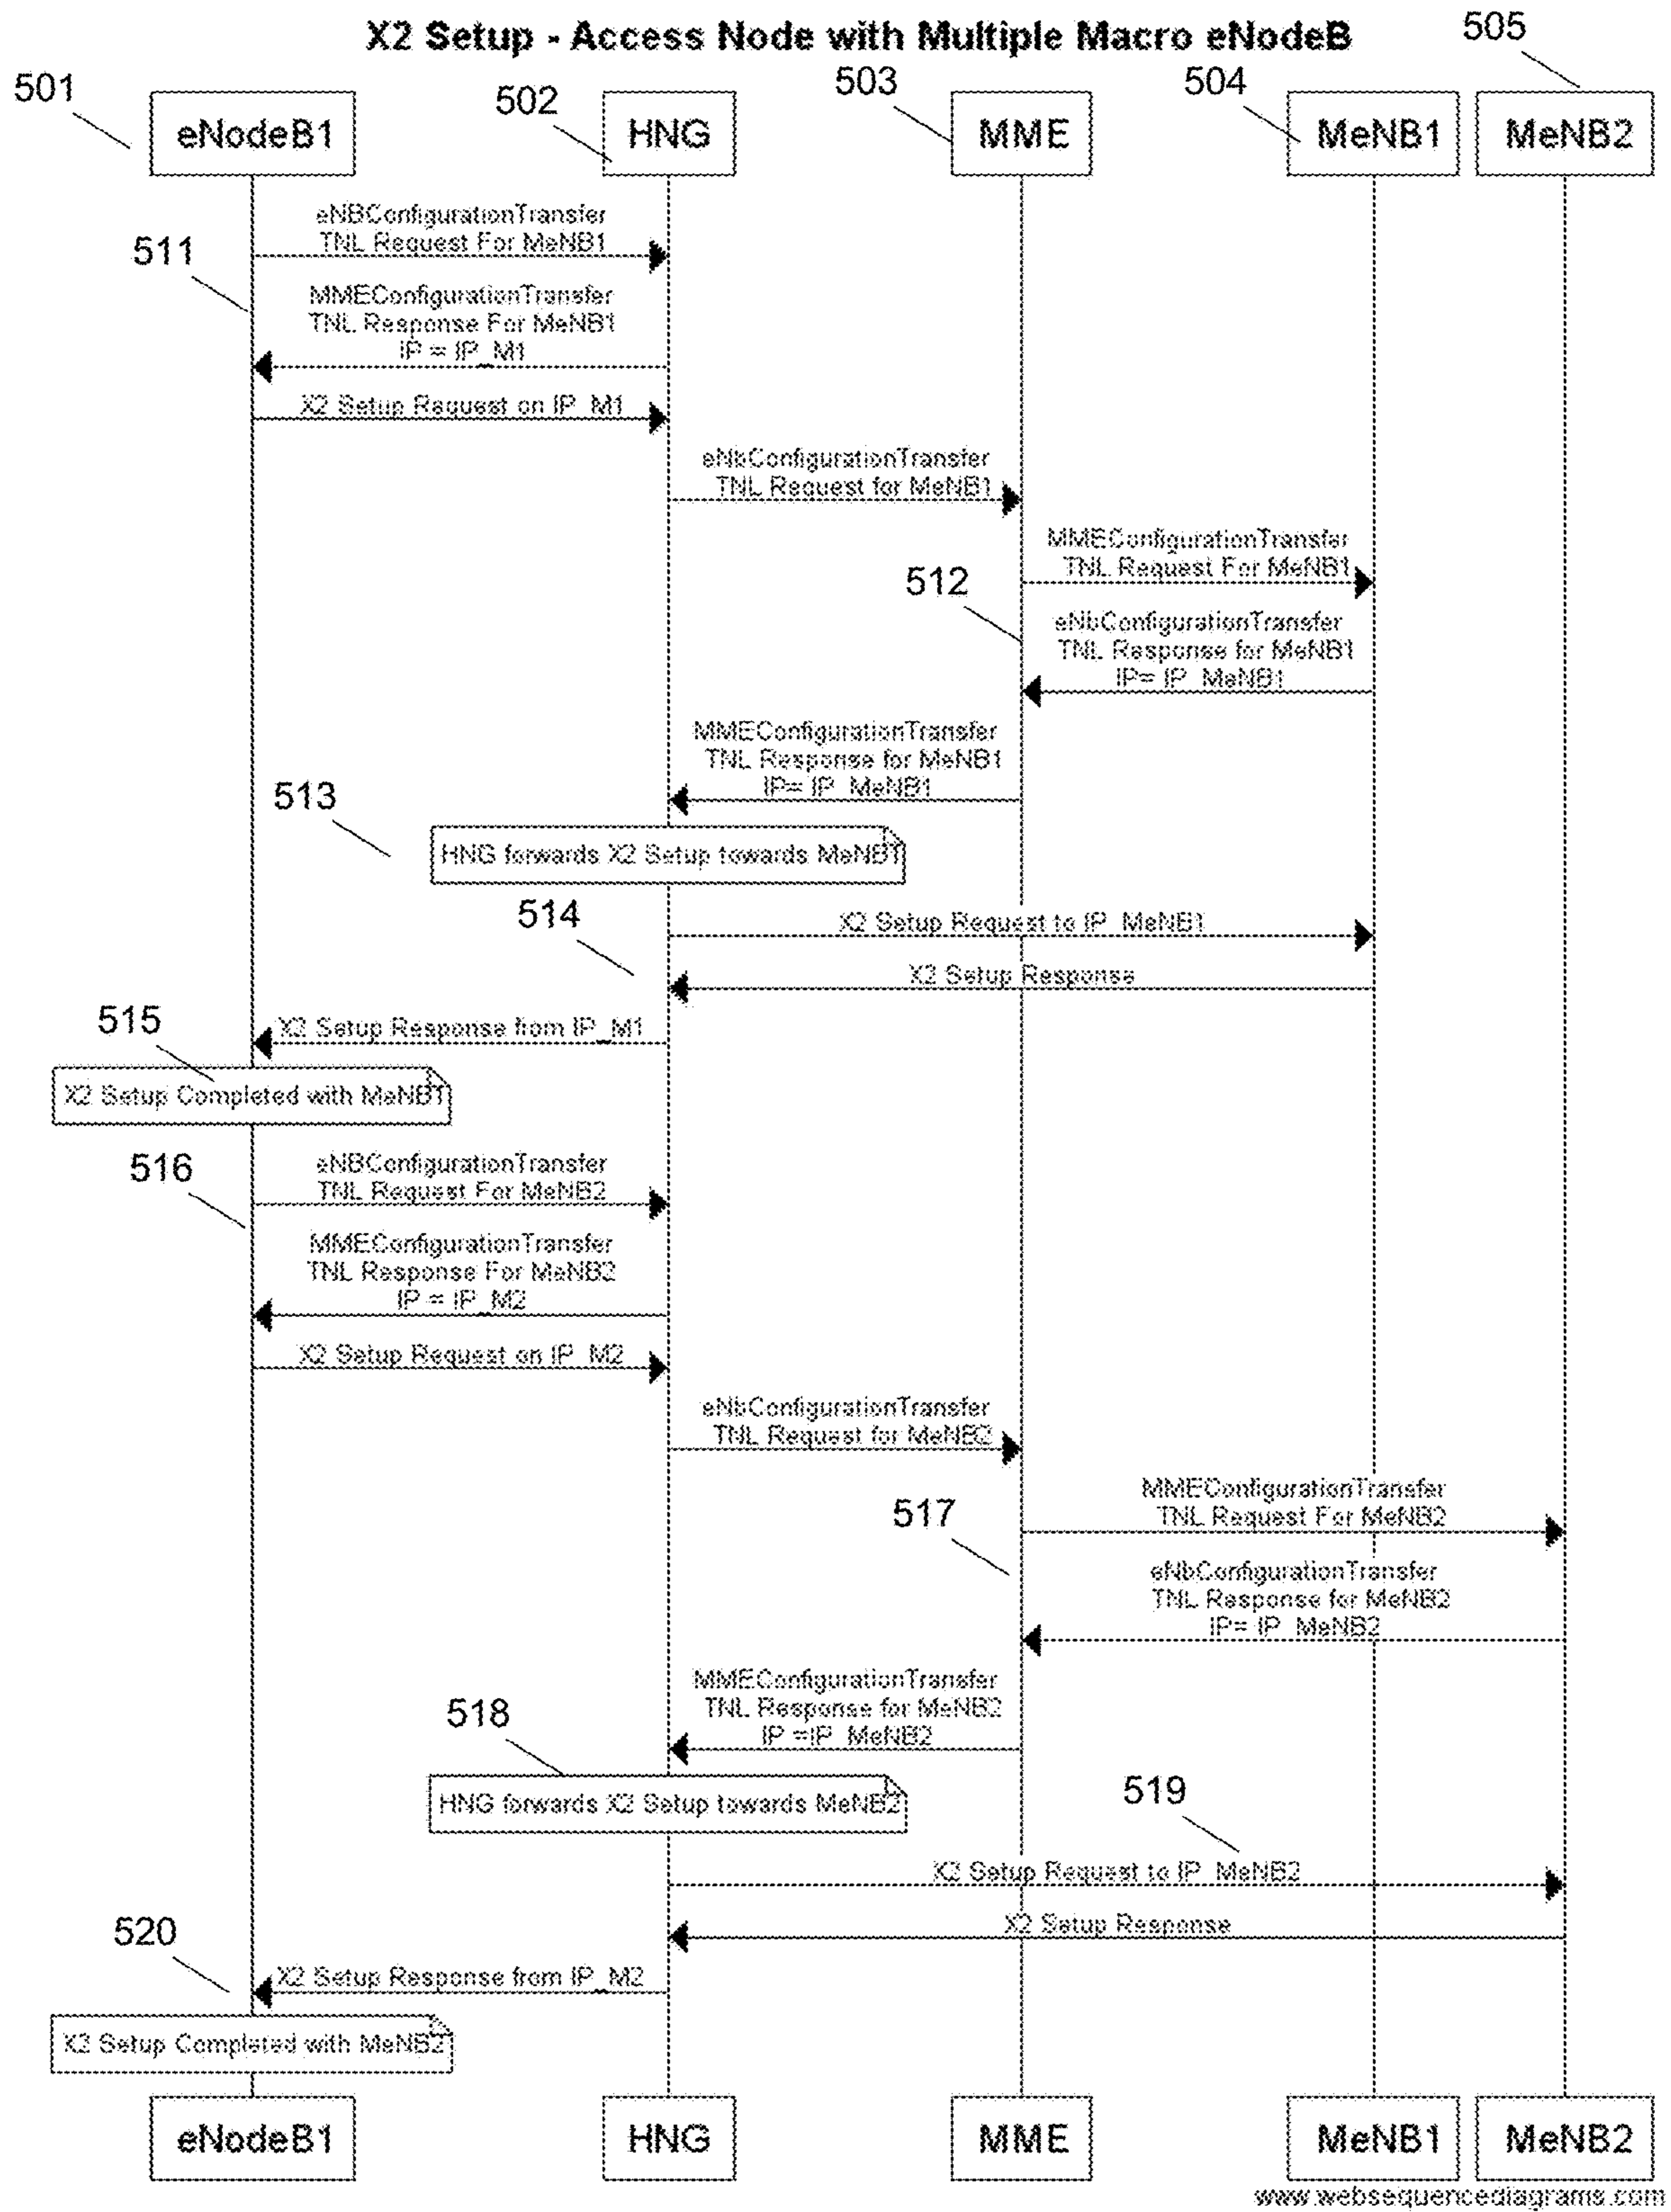 X2 Setup - Access Node with Multiple Macro eNodeB
505
501
502
503
504
eNodeB1
HNG
MME
MeNB1
MeNB2
eNBConfigurationTransfer
TNL Request For MeNB1
511
MMEConfigurationTransfer
TNL Response For MeNB1
IP = IP_M1
X2 Setup Request on IP_M1
eNbConfigurationTransfer
TNL Request for MeNB1
MMEConfigurationTransfer
TNL Request For MeNB1
512
eNbConfigurationTransfer
TNL Response for MeNB1
IP= IP_MeNB1
MMEConfigurationTransfer
TNL Response for MeNB1
IP= IP_MeNB1
513
HNG forwards X2 Setup towards MeNB1
514
X2 Setup Request to IP_MeNB1
X2 Setup Response
515
X2 Setup Response from IP_M1
X2 Setup Completed with MeNB1
516
eNBConfigurationTransfer
TNL Request For MeNB2
MMEConfigurationTransfer
TNL Response For MeNB2
IP = IP_M2
X2 Setup Request on IP_M2
eNbConfigurationTransfer
TNL Request for MeNB2
MMEConfigurationTransfer
TNL Request For MeNB2
517
eNbConfigurationTransfer
TNL Response for MeNB2
IP= IP_MeNB2
MMEConfigurationTransfer
TNL Response for MeNB2
IP =IP_MeNB2
518
HNG forwards X2 Setup towards MeNB2
519
X2 Setup Request to IP_MeNB2
X2 Setup Response
520
X2 Setup Response from IP_M2
X2 Setup Completed with MeNB2
eNodeB1
HNG
MME
MeNB1
MeNB2
www.websequencediagrams.com